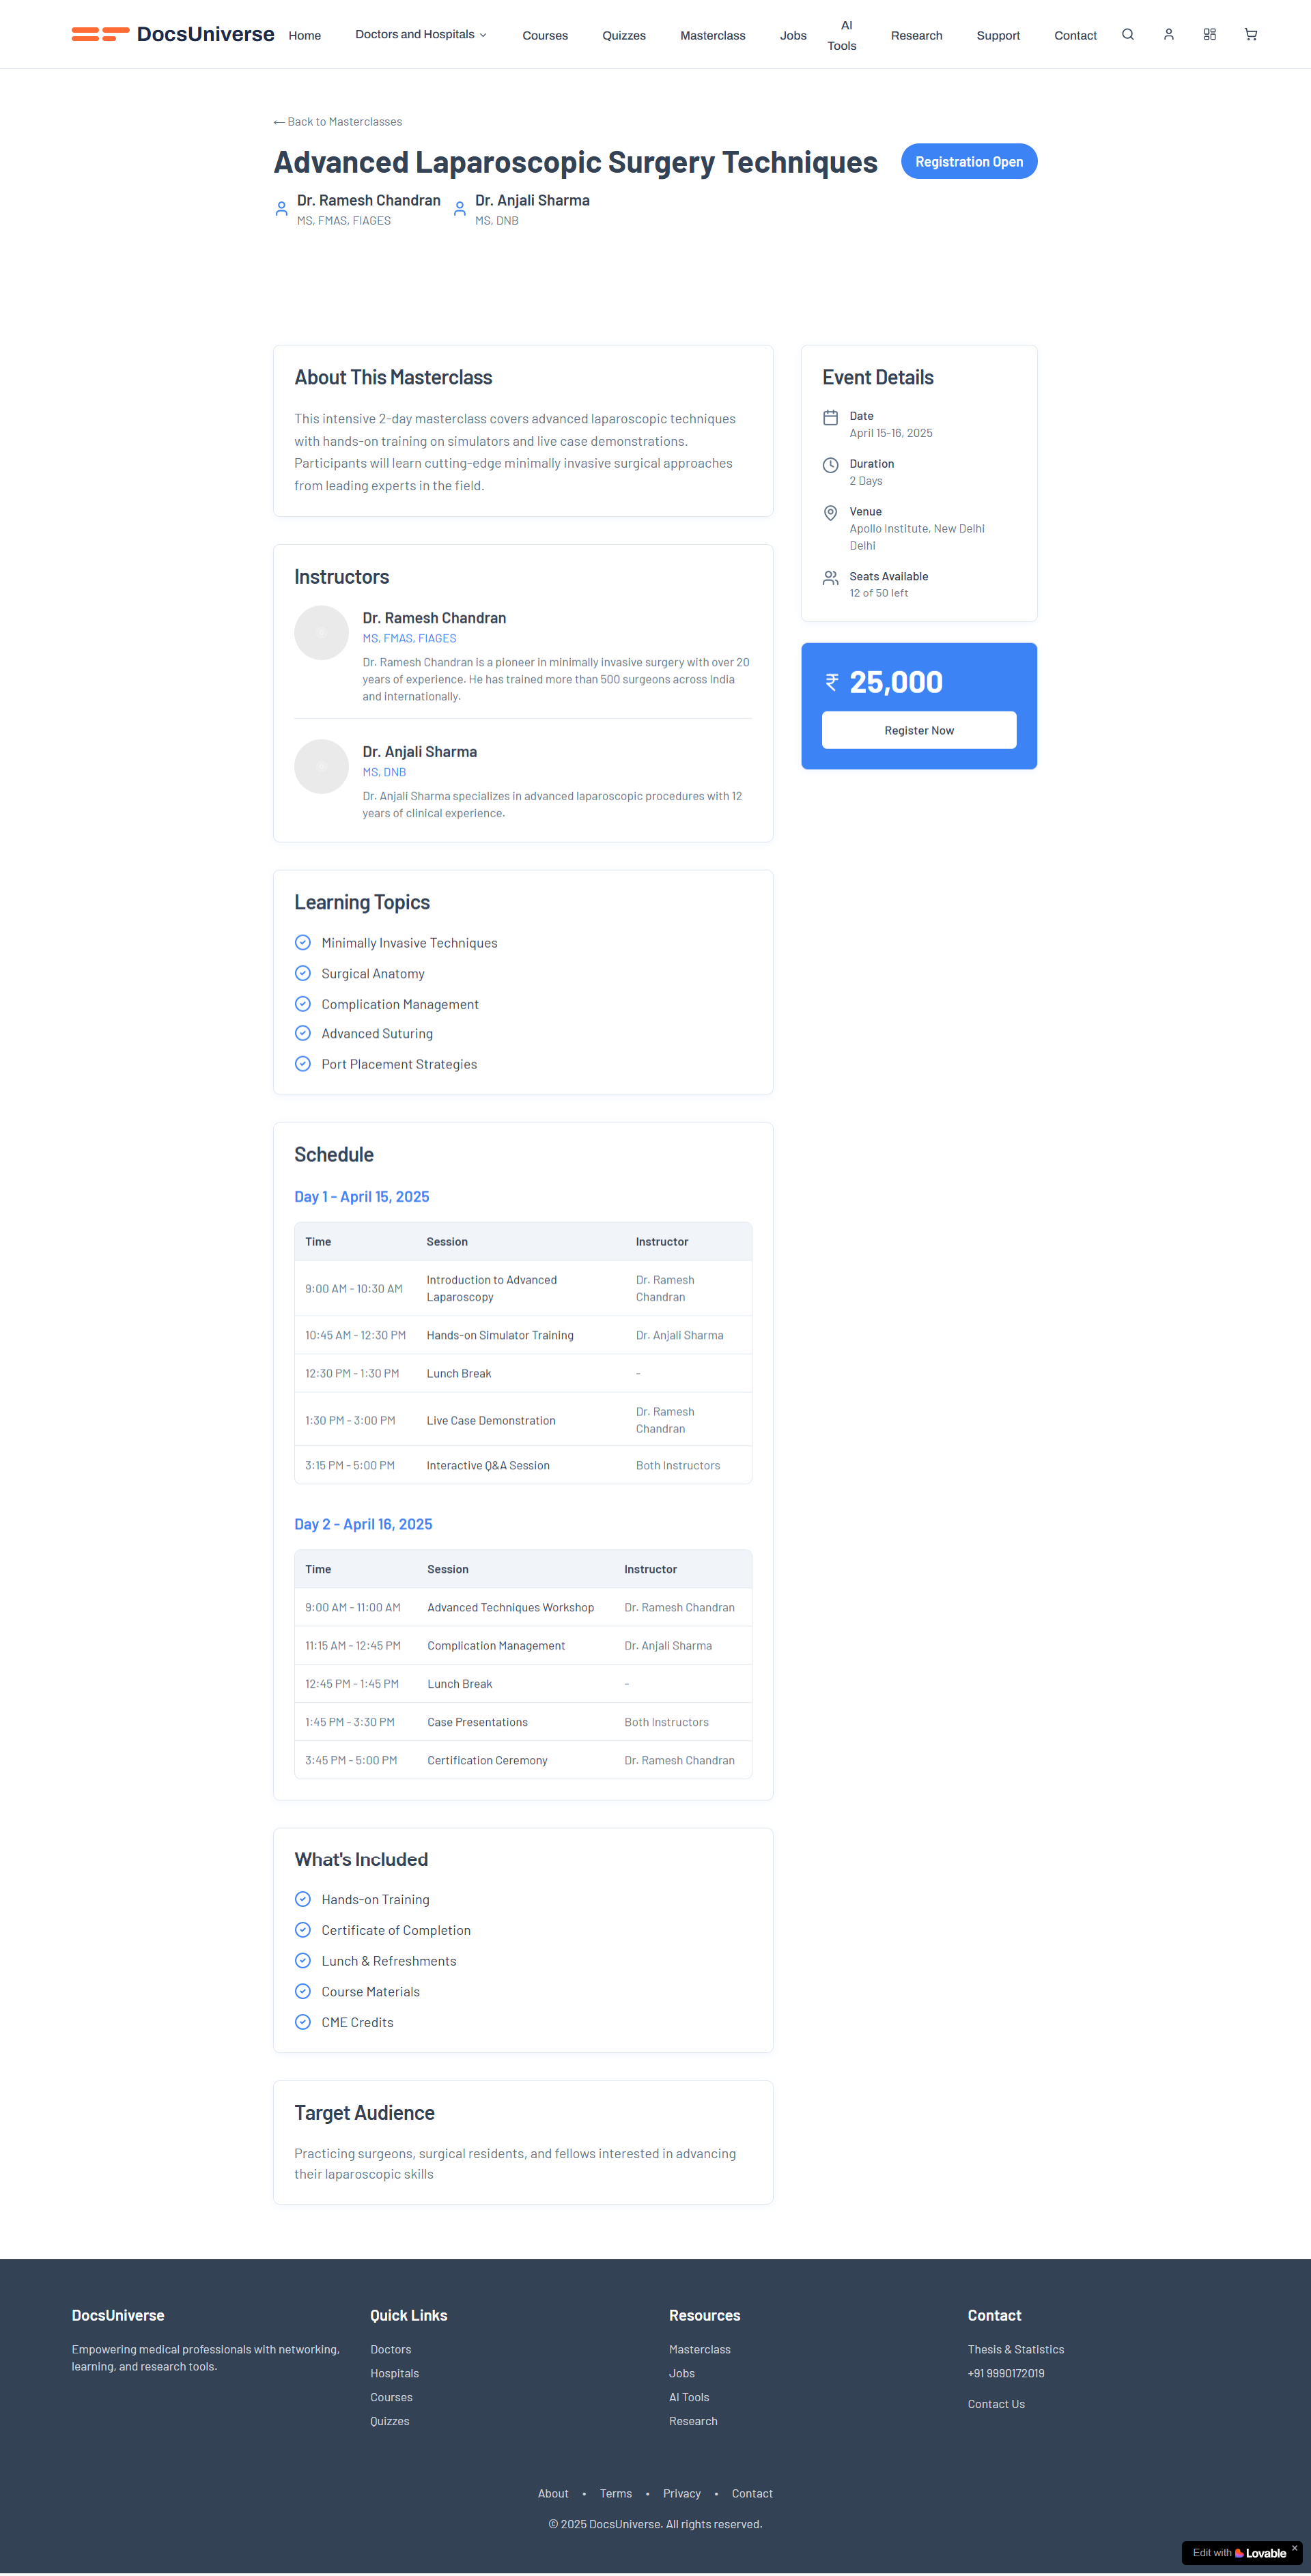 DocsUniverse
Home
Doctors and Hospitals
Courses
Quizzes
Masterclass
Jobs
AI
Tools
Research
Support
Contact
← Back to Masterclasses
Advanced Laparoscopic Surgery Techniques
Registration Open
Dr. Ramesh Chandran
MS, FMAS, FIAGES
Dr. Anjali Sharma
MS, DNB
About This Masterclass
This intensive 2-day masterclass covers advanced laparoscopic techniques
with hands-on training on simulators and live case demonstrations.
Participants will learn cutting-edge minimally invasive surgical approaches
from leading experts in the field.
Event Details
Date
April 15-16, 2025
Duration
2 Days
Venue
Apollo Institute, New Delhi
Delhi
Seats Available
12 of 50 left
₹ 25,000
Register Now
Instructors
Dr. Ramesh Chandran
MS, FMAS, FIAGES
Dr. Ramesh Chandran is a pioneer in minimally invasive surgery with over 20
years of experience. He has trained more than 500 surgeons across India
and internationally.
Dr. Anjali Sharma
MS, DNB
Dr. Anjali Sharma specializes in advanced laparoscopic procedures with 12
years of clinical experience.
Learning Topics
Minimally Invasive Techniques
Surgical Anatomy
Complication Management
Advanced Suturing
Port Placement Strategies
Schedule
Day 1 - April 15, 2025
Time Session Instructor
9:00 AM - 10:30 AM Introduction to Advanced Laparoscopy Dr. Ramesh Chandran
10:45 AM - 12:30 PM Hands-on Simulator Training Dr. Anjali Sharma
12:30 PM - 1:30 PM Lunch Break -
1:30 PM - 3:00 PM Live Case Demonstration Dr. Ramesh Chandran
3:15 PM - 5:00 PM Interactive Q&A Session Both Instructors
Day 2 - April 16, 2025
Time Session Instructor
9:00 AM - 11:00 AM Advanced Techniques Workshop Dr. Ramesh Chandran
11:15 AM - 12:45 PM Complication Management Dr. Anjali Sharma
12:45 PM - 1:45 PM Lunch Break -
1:45 PM - 3:30 PM Case Presentations Both Instructors
3:45 PM - 5:00 PM Certification Ceremony Dr. Ramesh Chandran
What's Included
Hands-on Training
Certificate of Completion
Lunch & Refreshments
Course Materials
CME Credits
Target Audience
Practicing surgeons, surgical residents, and fellows interested in advancing
their laparoscopic skills
DocsUniverse
Empowering medical professionals with networking,
learning, and research tools.
Quick Links
Doctors
Hospitals
Courses
Quizzes
Resources
Masterclass
Jobs
AI Tools
Research
Contact
Thesis & Statistics
+91 9990172019
Contact Us
About • Terms • Privacy • Contact
© 2025 DocsUniverse. All rights reserved.
Edit with Lovable ×